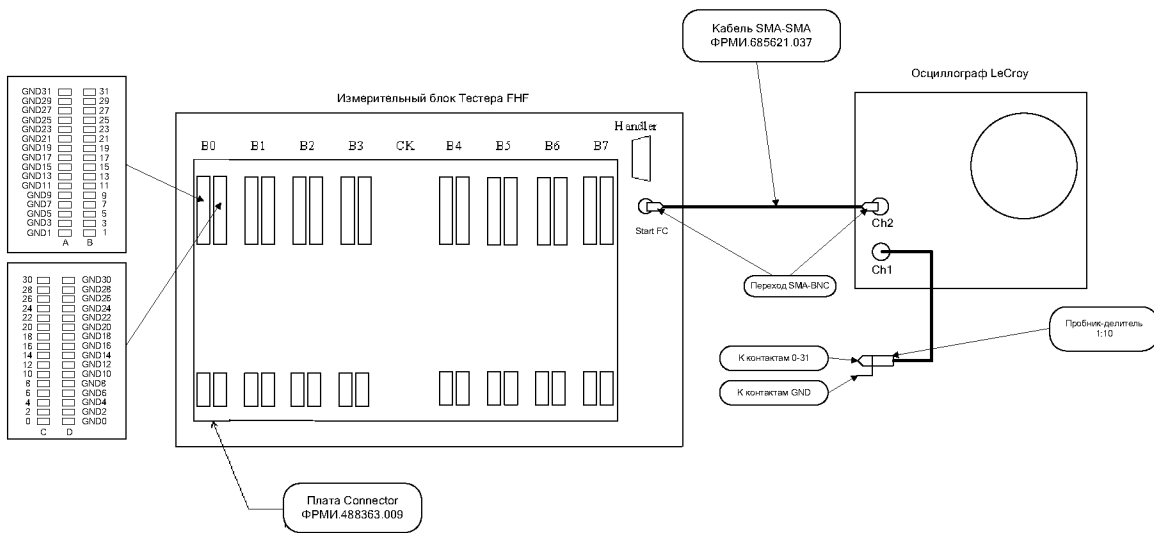 Кабель SMA-SMA
ФРМИ.685621.037
Осциллограф LeCroy
Измерительный блок Тестера FHF
Handler
B0 B1 B2 B3 CK B4 B5 B6 B7
GND31 31
GND29 29
GND27 27
GND25 25
GND23 23
GND21 21
GND19 19
GND17 17
GND15 15
GND13 13
GND11 11
GND9 9
GND7 7
GND5 5
GND3 3
GND1 1
A B
Start FC
Ch2
Ch1
Переход SMA-BNC
30 GND30
28 GND28
26 GND26
24 GND24
22 GND22
20 GND20
18 GND18
16 GND16
14 GND14
12 GND12
10 GND10
8 GND8
6 GND6
4 GND4
2 GND2
0 GND0
C D
Пробник-делитель
1:10
К контактам 0-31
К контактам GND
Плата Connector
ФРМИ.488363.009